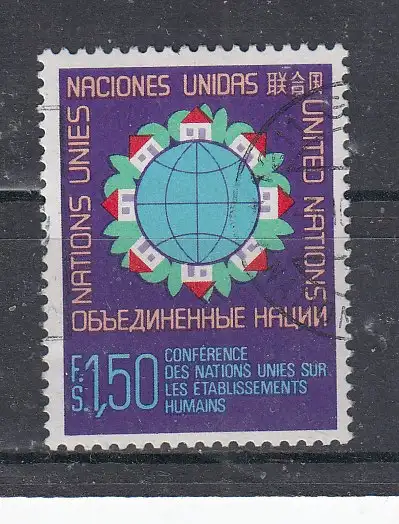 NACIONES UNIDAS 联合国
NATIONS UNIES
UNITED NATIONS
ОБЪЕДИНЕННЫЕ НАЦИИ
F.S. 1,50
CONFÉRENCE
DES NATIONS UNIES SUR
LES ÉTABLISSEMENTS
HUMAINS